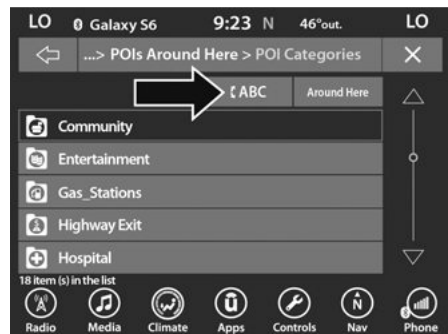 LO Galaxy S6 9:23 N 46°out. LO
...> POIs Around Here > POI Categories X
ABC Around Here
Community
Entertainment
Gas_Stations
Highway Exit
Hospital
18 item (s) in the list
Radio Media Climate Apps Controls Nav Phone